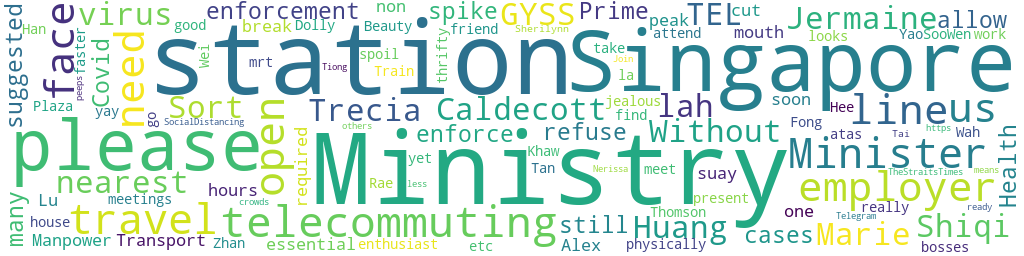 Han good enforcement non spike GYSS Prime TEL cut Jermaine allow
virus break Dolly Beauty friend Sherilynn peak attend mouth looks YaoSooWen work
suggested face peeps faster Covid need Wei mrt station Tiong spoil Train thrifty la take Join Singapore
Plaza yay go Sort SocialDistancing open Trecia Caldecott jealous find lah soon Hee line us
please others enforce refuse Without Fong atas Tai Wah https
required Ministry yet Khaw Tan meet suay Minister Health
nearest hours Rae less Nerissa present employer TheStraitsTimes means
many Lu meetings crowds Thomson one really ready
house travel telecommuting still Huang Telegram Marie Shiqi
Manpower Transport Zhan essential enthusiast etc Alex physically cases bosses